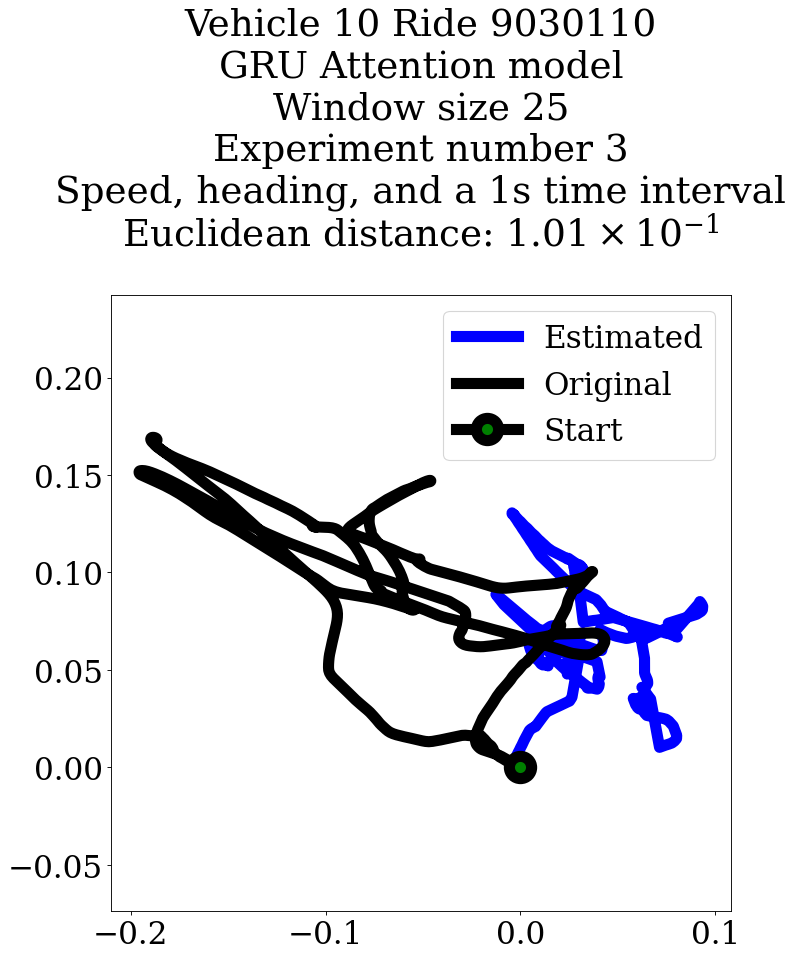 Vehicle 10 Ride 9030110
GRU Attention model
Window size 25
Experiment number 3
Speed, heading, and a 1s time interval
Euclidean distance: 1.01 × 10⁻¹
Estimated
Original
Start
0.20
0.15
0.10
0.05
0.00
−0.05
−0.2
−0.1
0.0
0.1